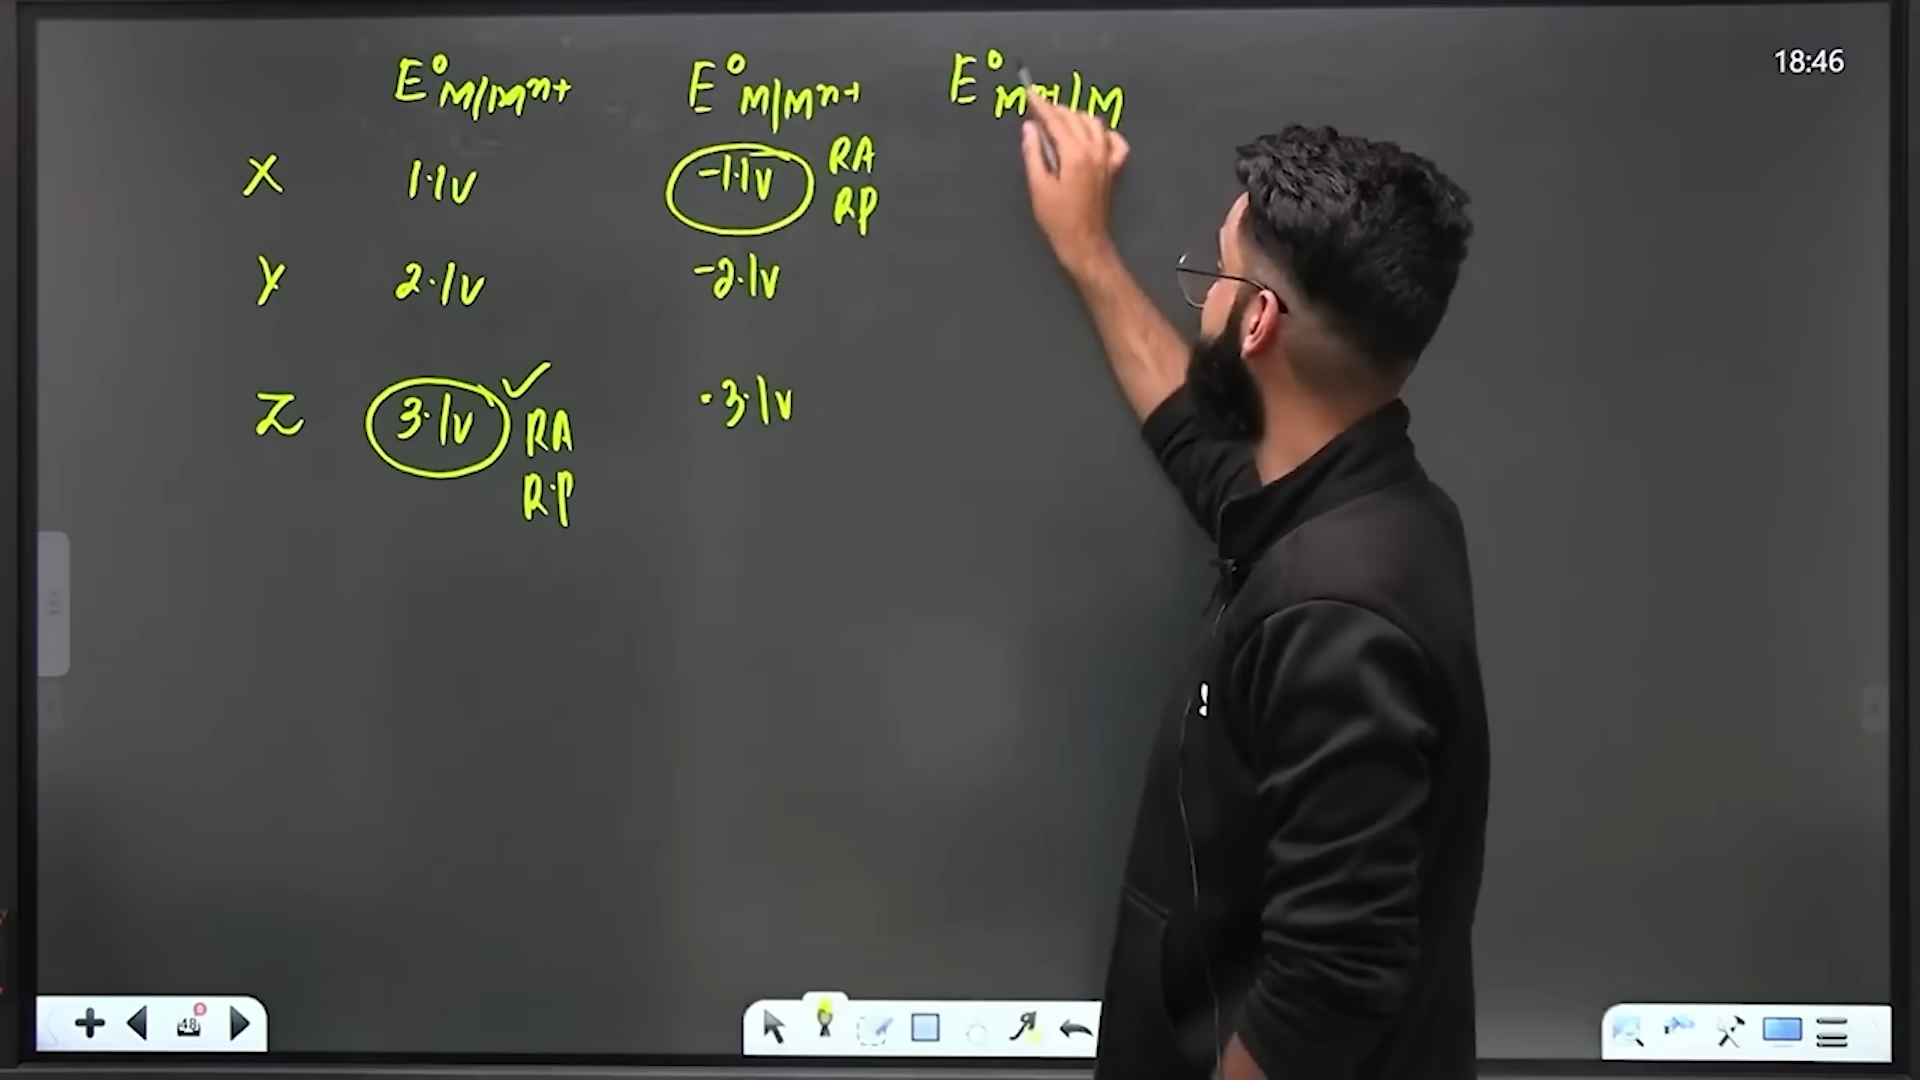 18:46
E°M/Mn+ E°M/Mn+ E°Mn+/M
X 1.1V -1.1V RA
RP
Y 2.1V -2.1V
Z 3.1V ✓ RA -3.1V
R.P
48